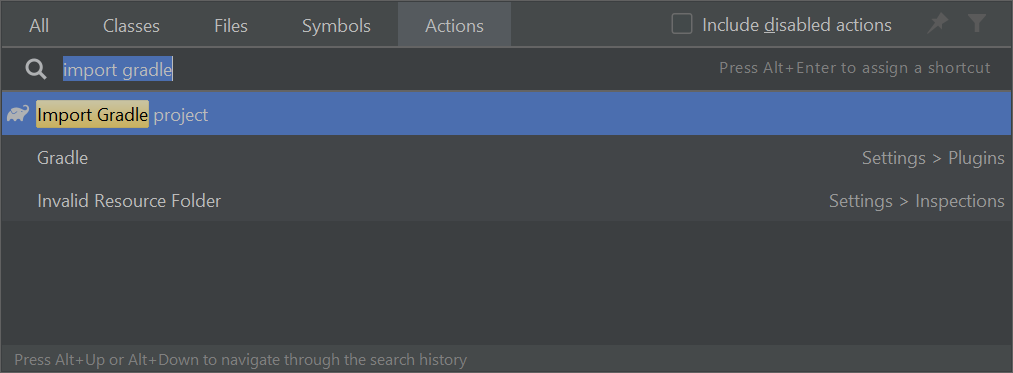 All Classes Files Symbols Actions Include disabled actions
import gradle Press Alt+Enter to assign a shortcut
Import Gradle project
Gradle Settings > Plugins
Invalid Resource Folder Settings > Inspections
Press Alt+Up or Alt+Down to navigate through the search history